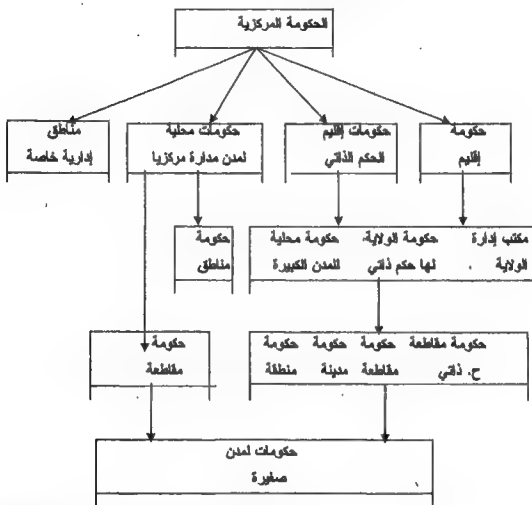 الحكومة المركزية
حكومة
إقليم
حكومات إقليم
الحكم الذاتي
حكومات محلية
لمدن مدارة مركزيا
مناطق
إدارية خاصة
مكتب إدارة حكومة الولاية، حكومة محلية
الولاية لها حكم ذاتي للمدن الكبيرة
حكومة
مناطق
حكومة مقاطعة حكومة حكومة حكومة
ح. ذاتي مقاطعة مدينة منطقة
حكومة
مقاطعة
حكومات لمدن
صغيرة